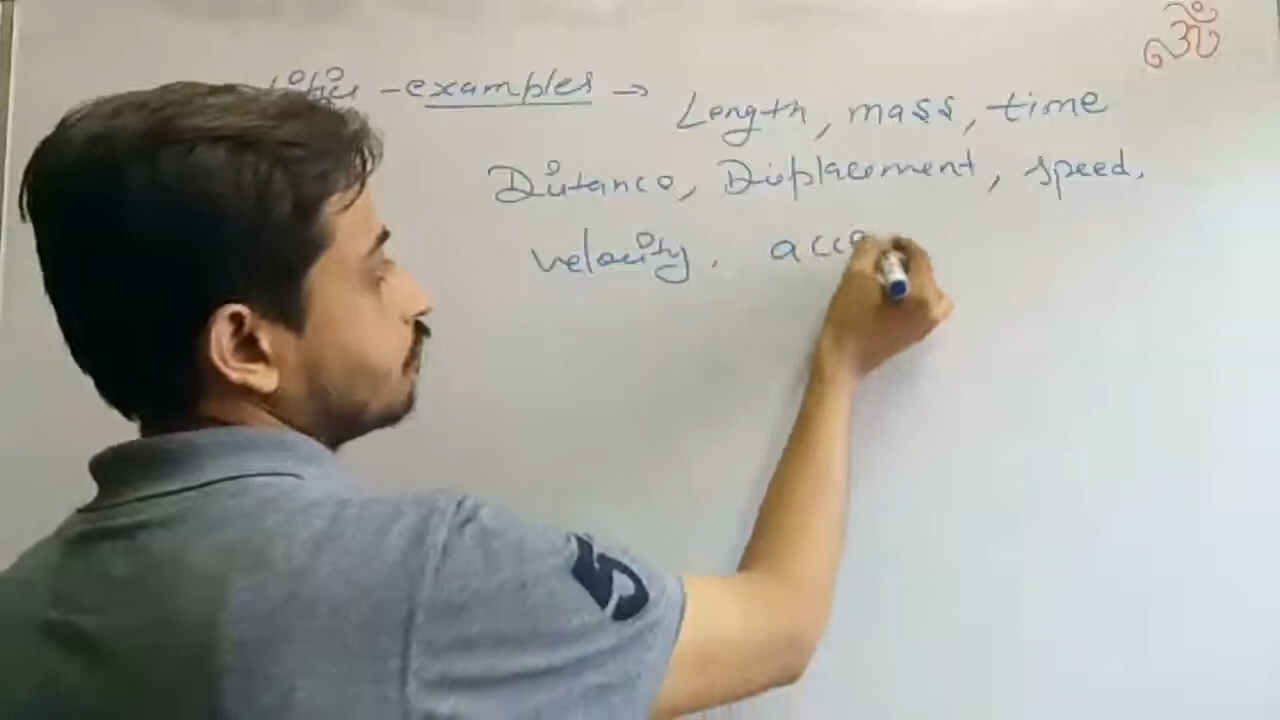 ॐ
-examples → Length, mass, time
Distance, Displacement, speed,
velocity, acce